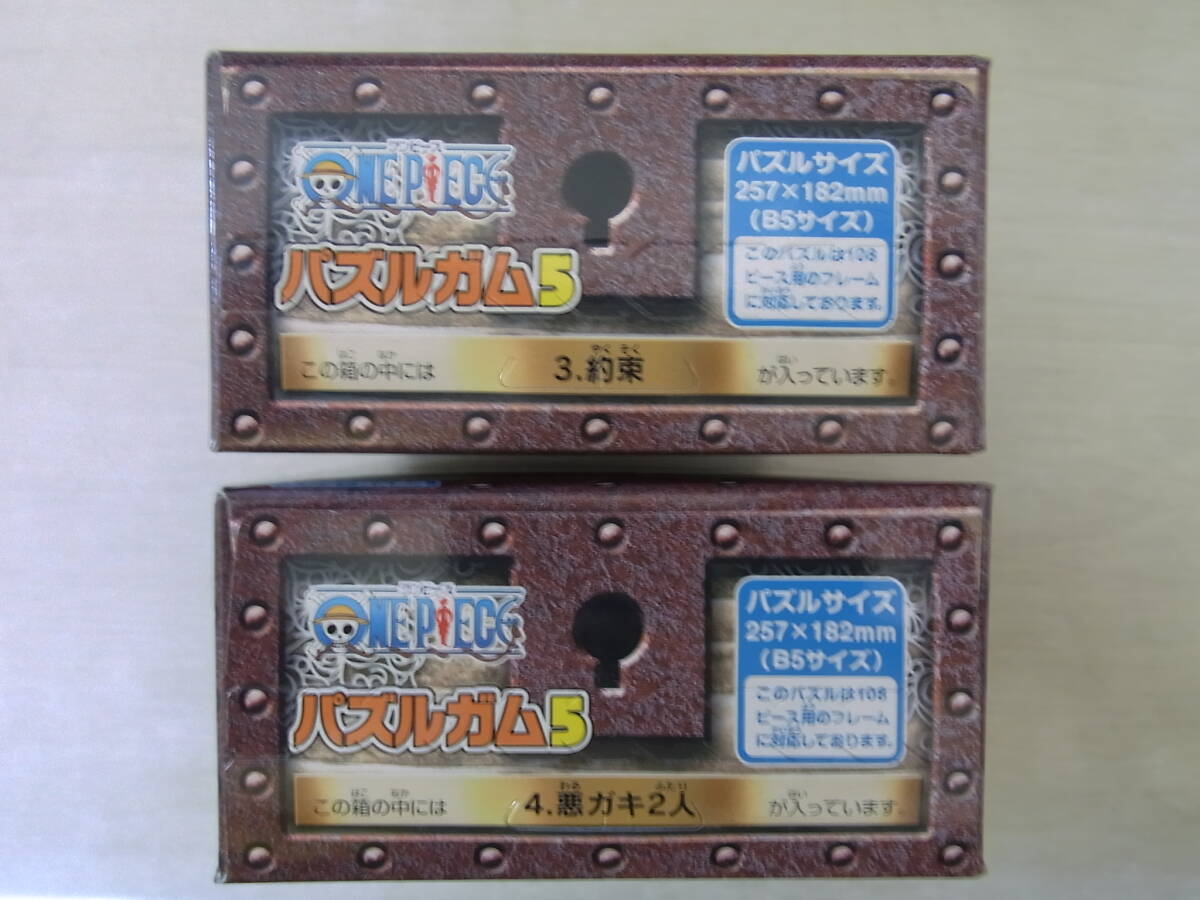 ワンピース
ONE PIECE
パズルガム5
パズルサイズ
257×182mm
(B5サイズ)
このパズルは108
ピース用のフレーム
に対応しております。
この箱の中には 3.約束 が入っています。
ワンピース
ONE PIECE
パズルガム5
パズルサイズ
257×182mm
(B5サイズ)
このパズルは108
ピース用のフレーム
に対応しております。
この箱の中には 4.悪ガキ2人 が入っています。